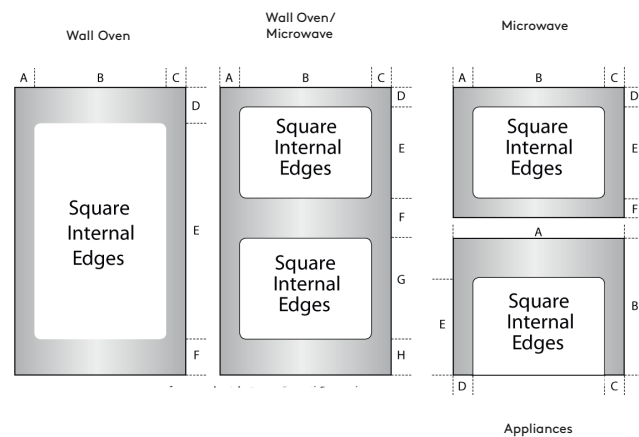 Wall Oven
A B C
D
Square
Internal
Edges
E
F
Wall Oven/
Microwave
A B C
D
Square
Internal
Edges
E
F
Square
Internal
Edges
G
H
Microwave
A B C
D
Square
Internal
Edges
E
F
A
B
Square
Internal
Edges
E
D C
Appliances